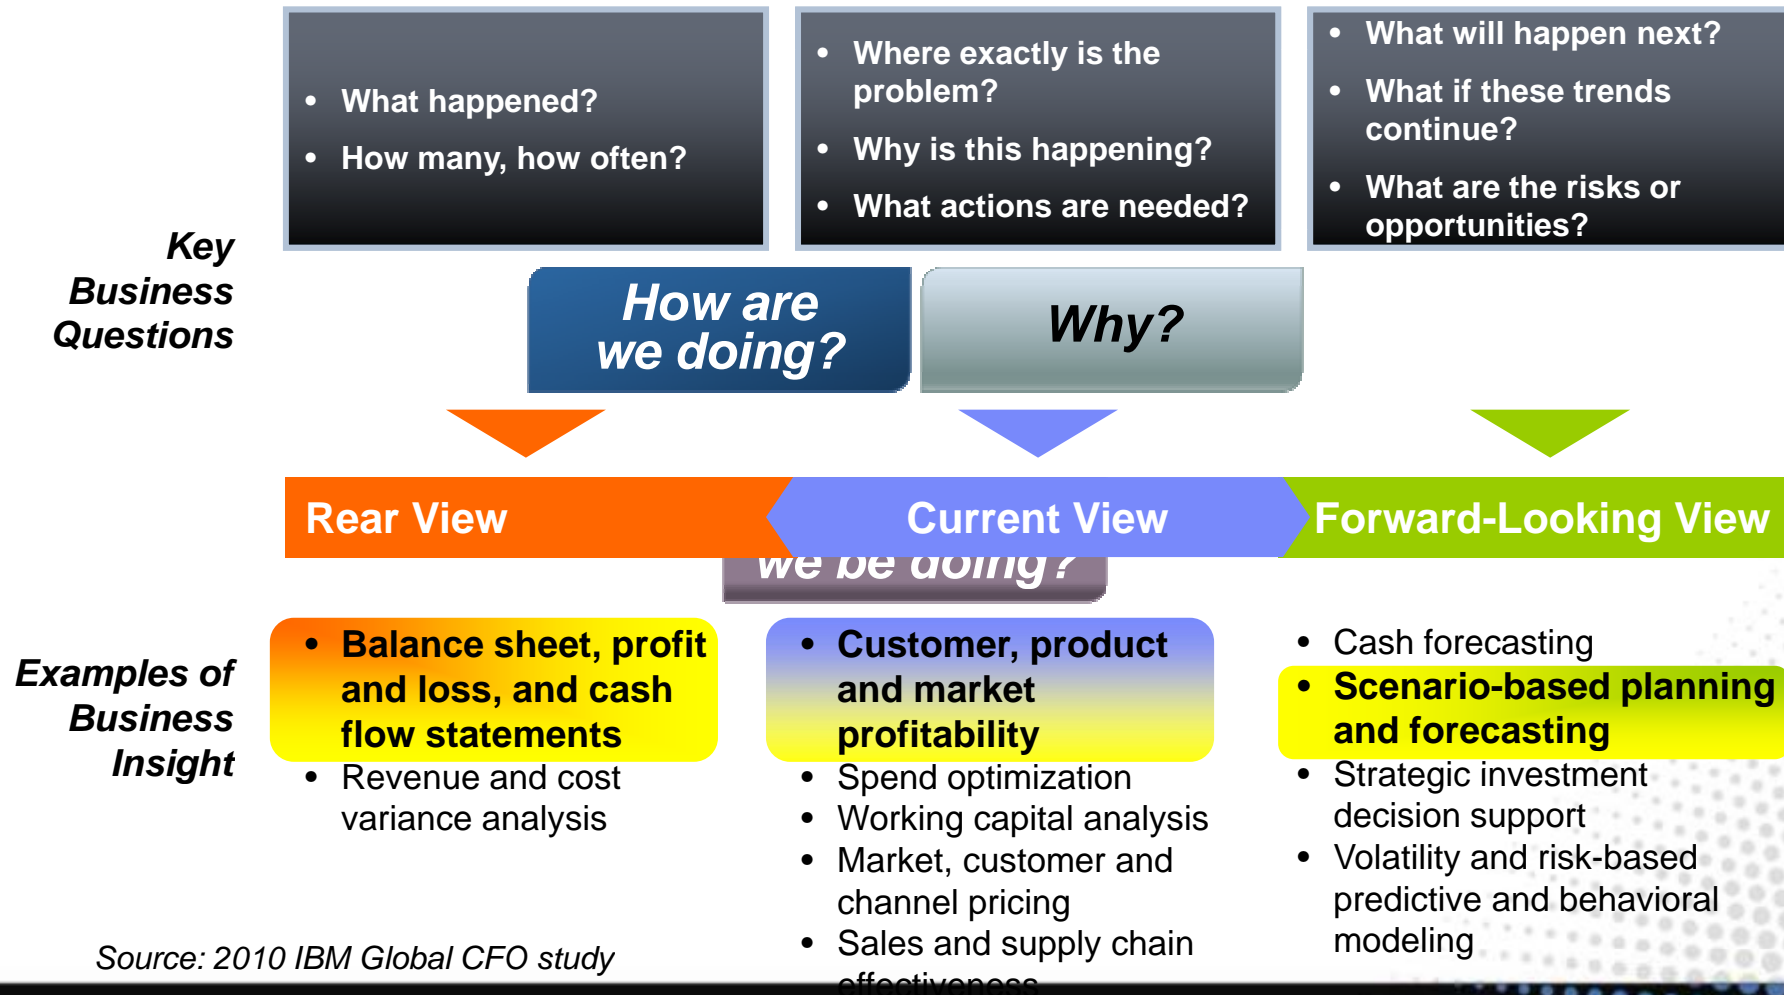 • What happened?
• How many, how often?
• Where exactly is the
problem?
• Why is this happening?
• What actions are needed?
• What will happen next?
• What if these trends
continue?
• What are the risks or
opportunities?
Key
Business
Questions
How are
we doing?
Why?
Rear View
Current View
Forward-Looking View
we be doing?
Examples of
Business
Insight
• Balance sheet, profit
and loss, and cash
flow statements
• Revenue and cost
variance analysis
• Customer, product
and market
profitability
• Spend optimization
• Working capital analysis
• Market, customer and
channel pricing
• Sales and supply chain
effectiveness
• Cash forecasting
• Scenario-based planning
and forecasting
• Strategic investment
decision support
• Volatility and risk-based
predictive and behavioral
modeling
Source: 2010 IBM Global CFO study